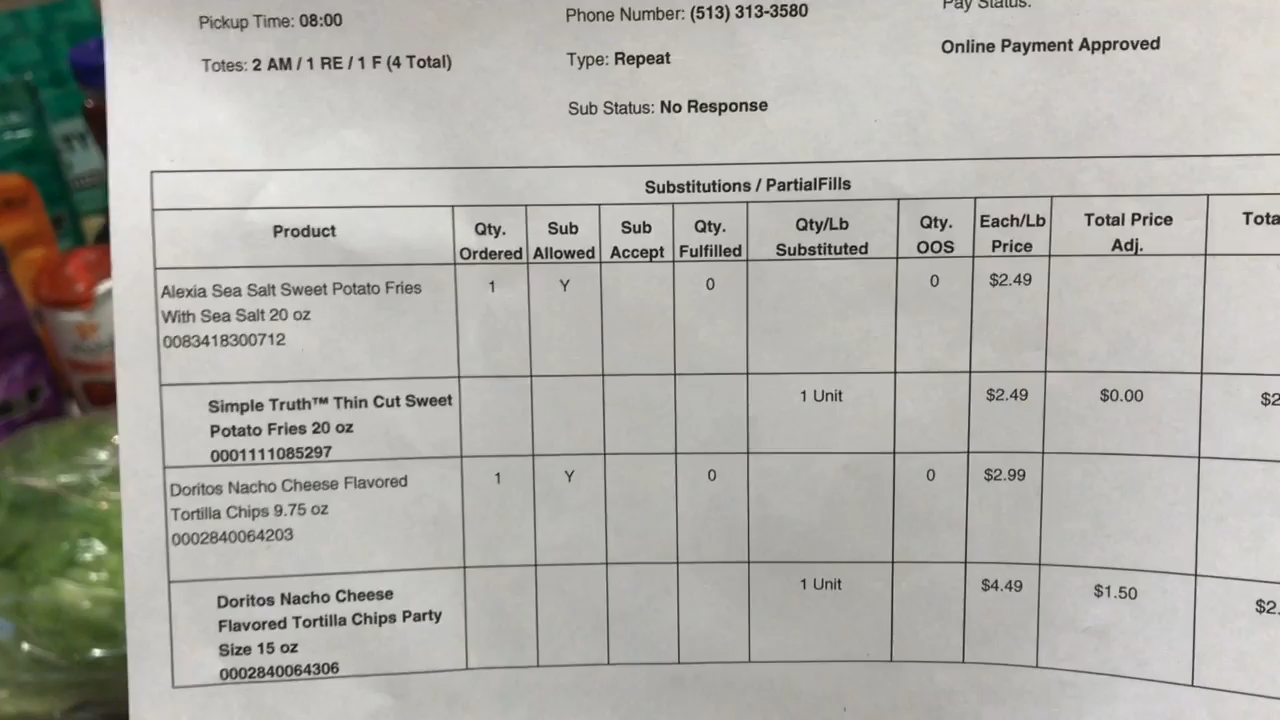 Pickup Time: 08:00
Phone Number: (513) 313-3580
Pay Status:
Totes: 2 AM / 1 RE / 1 F (4 Total)
Type: Repeat
Online Payment Approved
Sub Status: No Response
Substitutions / PartialFills
Product
Qty. Ordered
Sub Allowed
Sub Accept
Qty. Fulfilled
Qty/Lb Substituted
Qty. OOS
Each/Lb Price
Total Price Adj.
Tota
Alexia Sea Salt Sweet Potato Fries 1 Y 0 0 $2.49
With Sea Salt 20 oz
0083418300712
Simple Truth™ Thin Cut Sweet 1 Unit $2.49 $0.00 $2
Potato Fries 20 oz
0001111085297
Doritos Nacho Cheese Flavored 1 Y 0 0 $2.99
Tortilla Chips 9.75 oz
0002840064203
Doritos Nacho Cheese 1 Unit $4.49 $1.50 $2.
Flavored Tortilla Chips Party
Size 15 oz
0002840064306